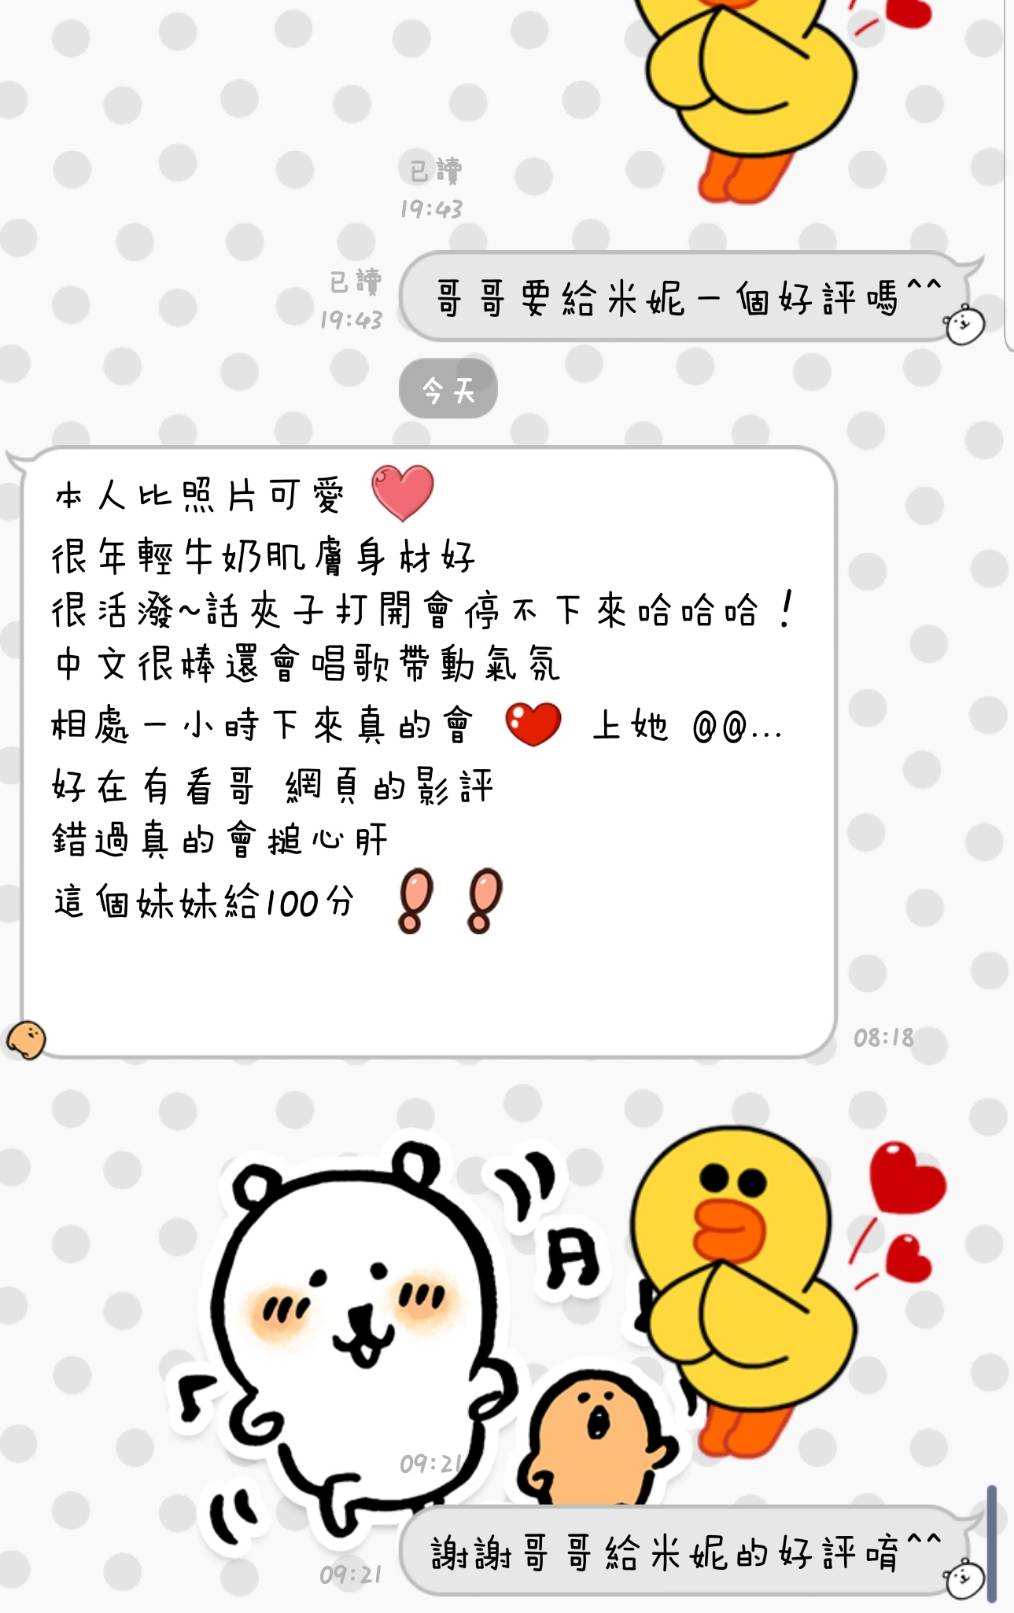 已讀
19:43
已讀
19:43
哥哥要給米妮一個好評嗎^^
今天
本人比照片可愛
很年輕牛奶肌膚身材好
很活潑~話夾子打開會停不下來哈哈哈！
中文很棒還會唱歌帶動氣氛
相處一小時下來真的會 上她 @@...
好在有看哥 網頁的影評
錯過真的會搥心肝
這個妹妹給100分
08:18
09:21
09:21
謝謝哥哥給米妮的好評唷^^